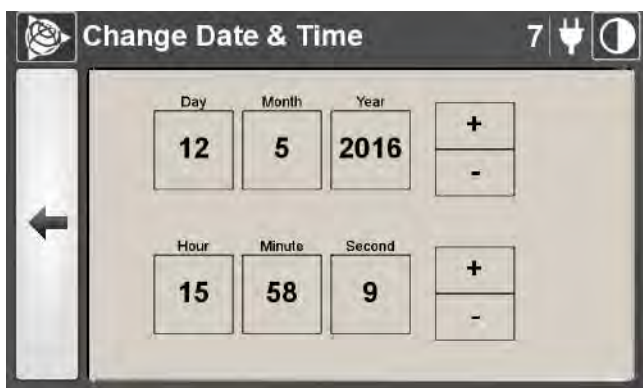 Change Date & Time 7
Day Month Year
12 5 2016 +
-
Hour Minute Second
15 58 9 +
-